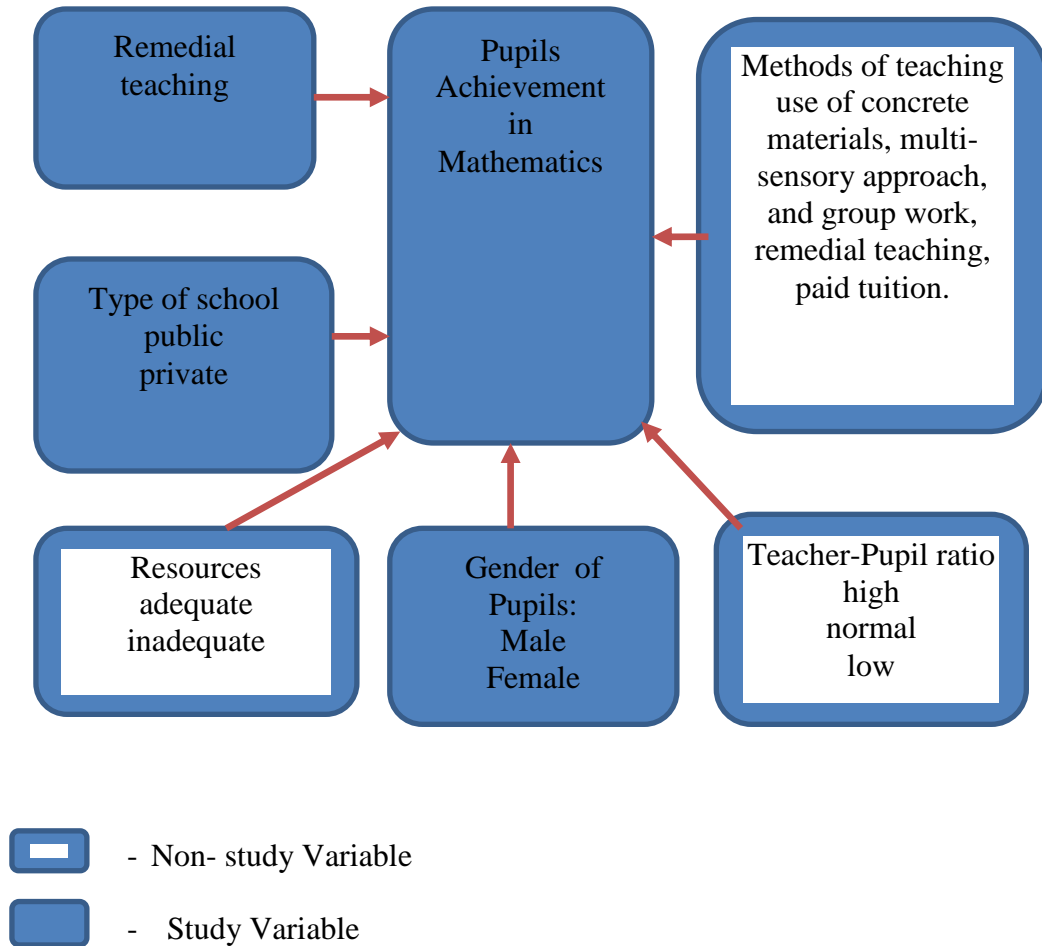 Remedial
teaching
Pupils
Achievement
in
Mathematics
Methods of teaching
use of concrete
materials, multi-
sensory approach,
and group work,
remedial teaching,
paid tuition.
Type of school
public
private
Resources
adequate
inadequate
Gender of
Pupils:
Male
Female
Teacher-Pupil ratio
high
normal
low
- Non- study Variable
- Study Variable